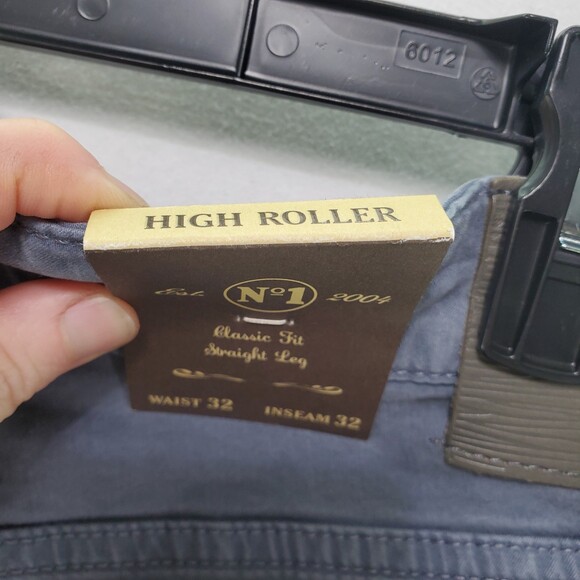 6012
HIGH ROLLER
Est. Nº1 2004
Classic Fit
Straight Leg
WAIST 32 INSEAM 32